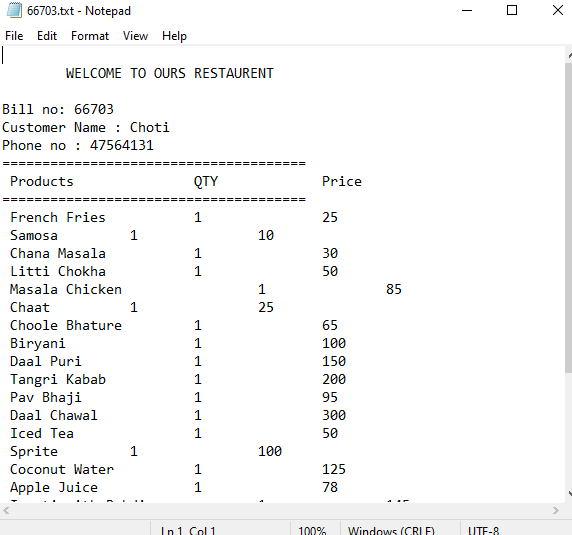 66703.txt - Notepad
File Edit Format View Help
WELCOME TO OURS RESTAURENT
Bill no: 66703
Customer Name : Choti
Phone no : 47564131
======================================
Products QTY Price
======================================
French Fries 1 25
Samosa 1 10
Chana Masala 1 30
Litti Chokha 1 50
Masala Chicken 1 85
Chaat 1 25
Choole Bhature 1 65
Biryani 1 100
Daal Puri 1 150
Tangri Kabab 1 200
Pav Bhaji 1 95
Daal Chawal 1 300
Iced Tea 1 50
Sprite 1 100
Coconut Water 1 125
Apple Juice 1 78
Ln 1, Col 1 100% Windows (CRLF) UTF-8